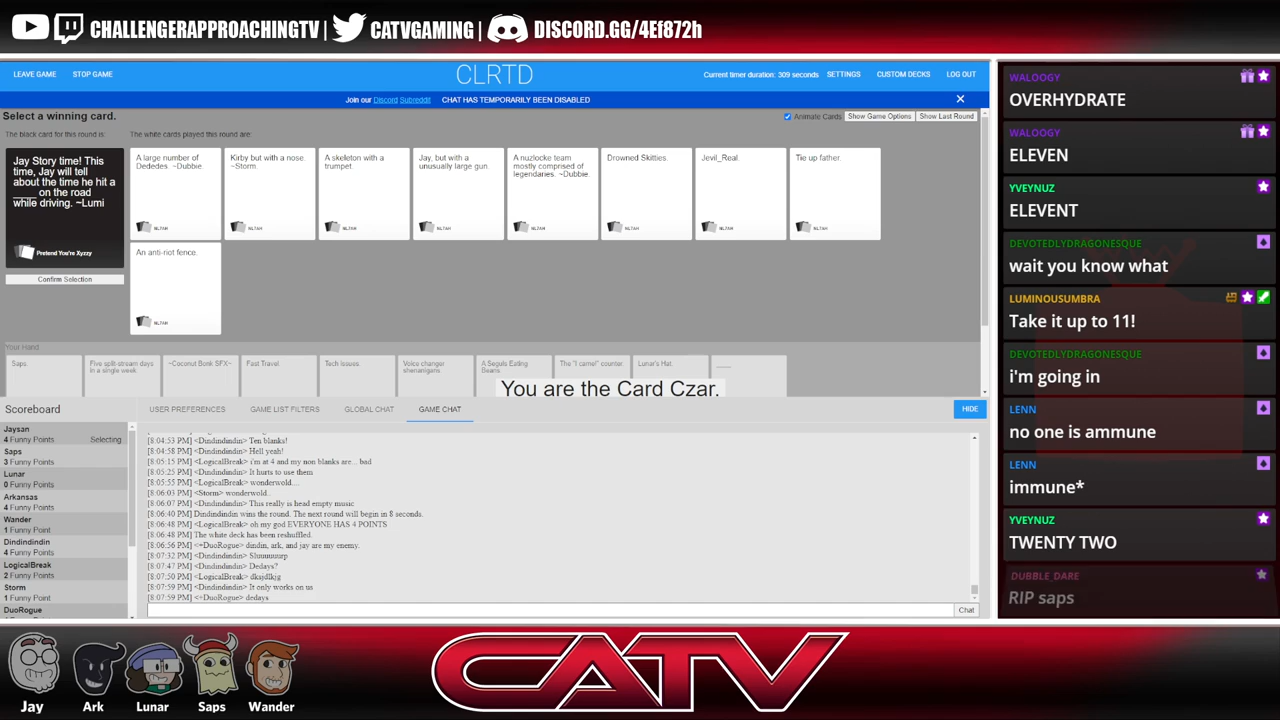 CHALLENGERAPPROACHINGTV | CATVGAMING | DISCORD.GG/4Ef872h
LEAVE GAME STOP GAME CLRTD Current timer duration: 309 seconds SETTINGS CUSTOM DECKS LOG OUT
Join our Discord Subreddit CHAT HAS TEMPORARILY BEEN DISABLED ✕
Select a winning card. Animate Cards Show Game Options Show Last Round
The black card for this round is: The white cards played this round are:
Jay Story time! This
time, Jay will tell
about the time he hit a
____ on the road
while driving. ~Lumi
Pretend You're Xyzzy
Confirm Selection
A large number of
Dededes. ~Dubbie.
Kirby but with a nose.
~Storm.
A skeleton with a
trumpet.
Jay, but with a
unusually large gun.
A nuzlocke team
mostly comprised of
legendaries. ~Dubbie.
Drowned Skitties.
Jevil_Real.
Tie up father.
An anti-riot fence.
Your Hand
Saps.
Five split-stream days
in a single week
~Coconut Bonk SFX~
Fast Travel.
Tech Issues.
Voice changer
shenanigans
A Seguls Eating
Beans.
The "I carnel" counter.
Lunar's Hat.
____
You are the Card Czar.
Scoreboard USER PREFERENCES GAME LIST FILTERS GLOBAL CHAT GAME CHAT HIDE
Jaysan
4 Funny Points Selecting
Saps
3 Funny Points
Lunar
0 Funny Points
Arkansas
4 Funny Points
Wander
1 Funny Point
Dindindindin
4 Funny Points
LogicalBreak
2 Funny Points
Storm
1 Funny Point
DuoRogue
[8:04:53 PM] <Dindindindin> Ten blanks!
[8:04:58 PM] <Dindindindin> Hell yeah!
[8:05:15 PM] <LogicalBreak> i'm at 4 and my non blanks are... bad
[8:05:25 PM] <Dindindindin> It hurts to use them
[8:05:55 PM] <LogicalBreak> wonderwold....
[8:06:03 PM] <Storm> wonderwold..
[8:06:07 PM] <Dindindindin> This really is head empty music
[8:06:40 PM] Dindindindin wins the round. The next round will begin in 8 seconds.
[8:06:48 PM] <LogicalBreak> oh my god EVERYONE HAS 4 POINTS
[8:06:48 PM] The white deck has been reshuffled.
[8:06:56 PM] <+DuoRogue> dindin, ark, and jay are my enemy.
[8:07:32 PM] <Dindindindin> Sluuuuuurp
[8:07:47 PM] <Dindindindin> Dedays?
[8:07:50 PM] <LogicalBreak> dksjdlkjg
[8:07:59 PM] <Dindindindin> It only works on us
[8:07:59 PM] <+DuoRogue> dedays
Chat
WALOOGY
OVERHYDRATE
WALOOGY
ELEVEN
YVEYNUZ
ELEVENT
DEVOTEDLYDRAGONESQUE
wait you know what
LUMINOUSUMBRA
Take it up to 11!
DEVOTEDLYDRAGONESQUE
i'm going in
LENN
no one is ammune
LENN
immune*
YVEYNUZ
TWENTY TWO
DUBBLE_DARE
RIP saps
Jay Ark Lunar Saps Wander
CATV